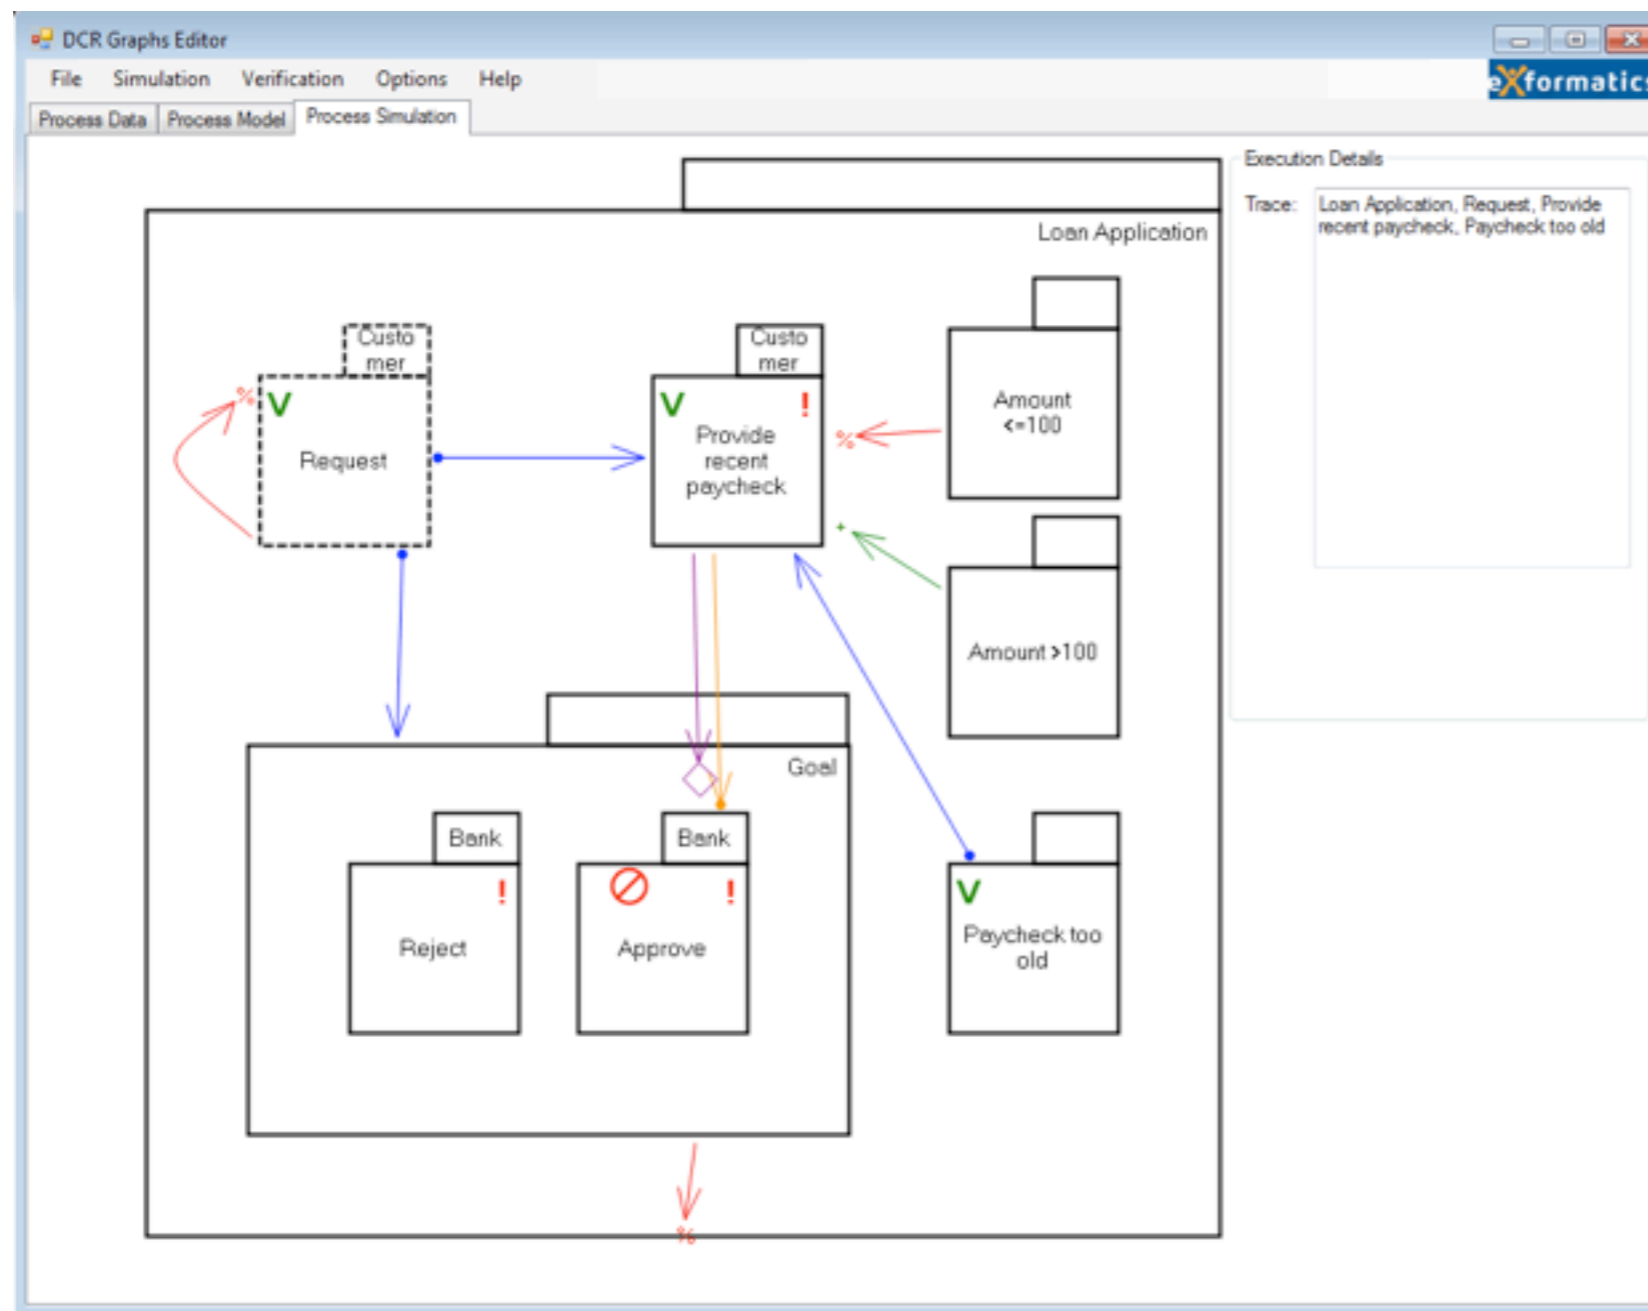 DCR Graphs Editor
File Simulation Verification Options Help
eXformatics
Process Data Process Model Process Simulation
Execution Details
Trace: Loan Application, Request, Provide
recent paycheck, Paycheck too old
Loan Application
Custo
mer
V
Request
%
Custo
mer
V !
Provide
recent
paycheck
%
+
Amount
<=100
Amount >100
Goal
Bank
!
Reject
Bank
!
Approve
V
Paycheck too
old
%